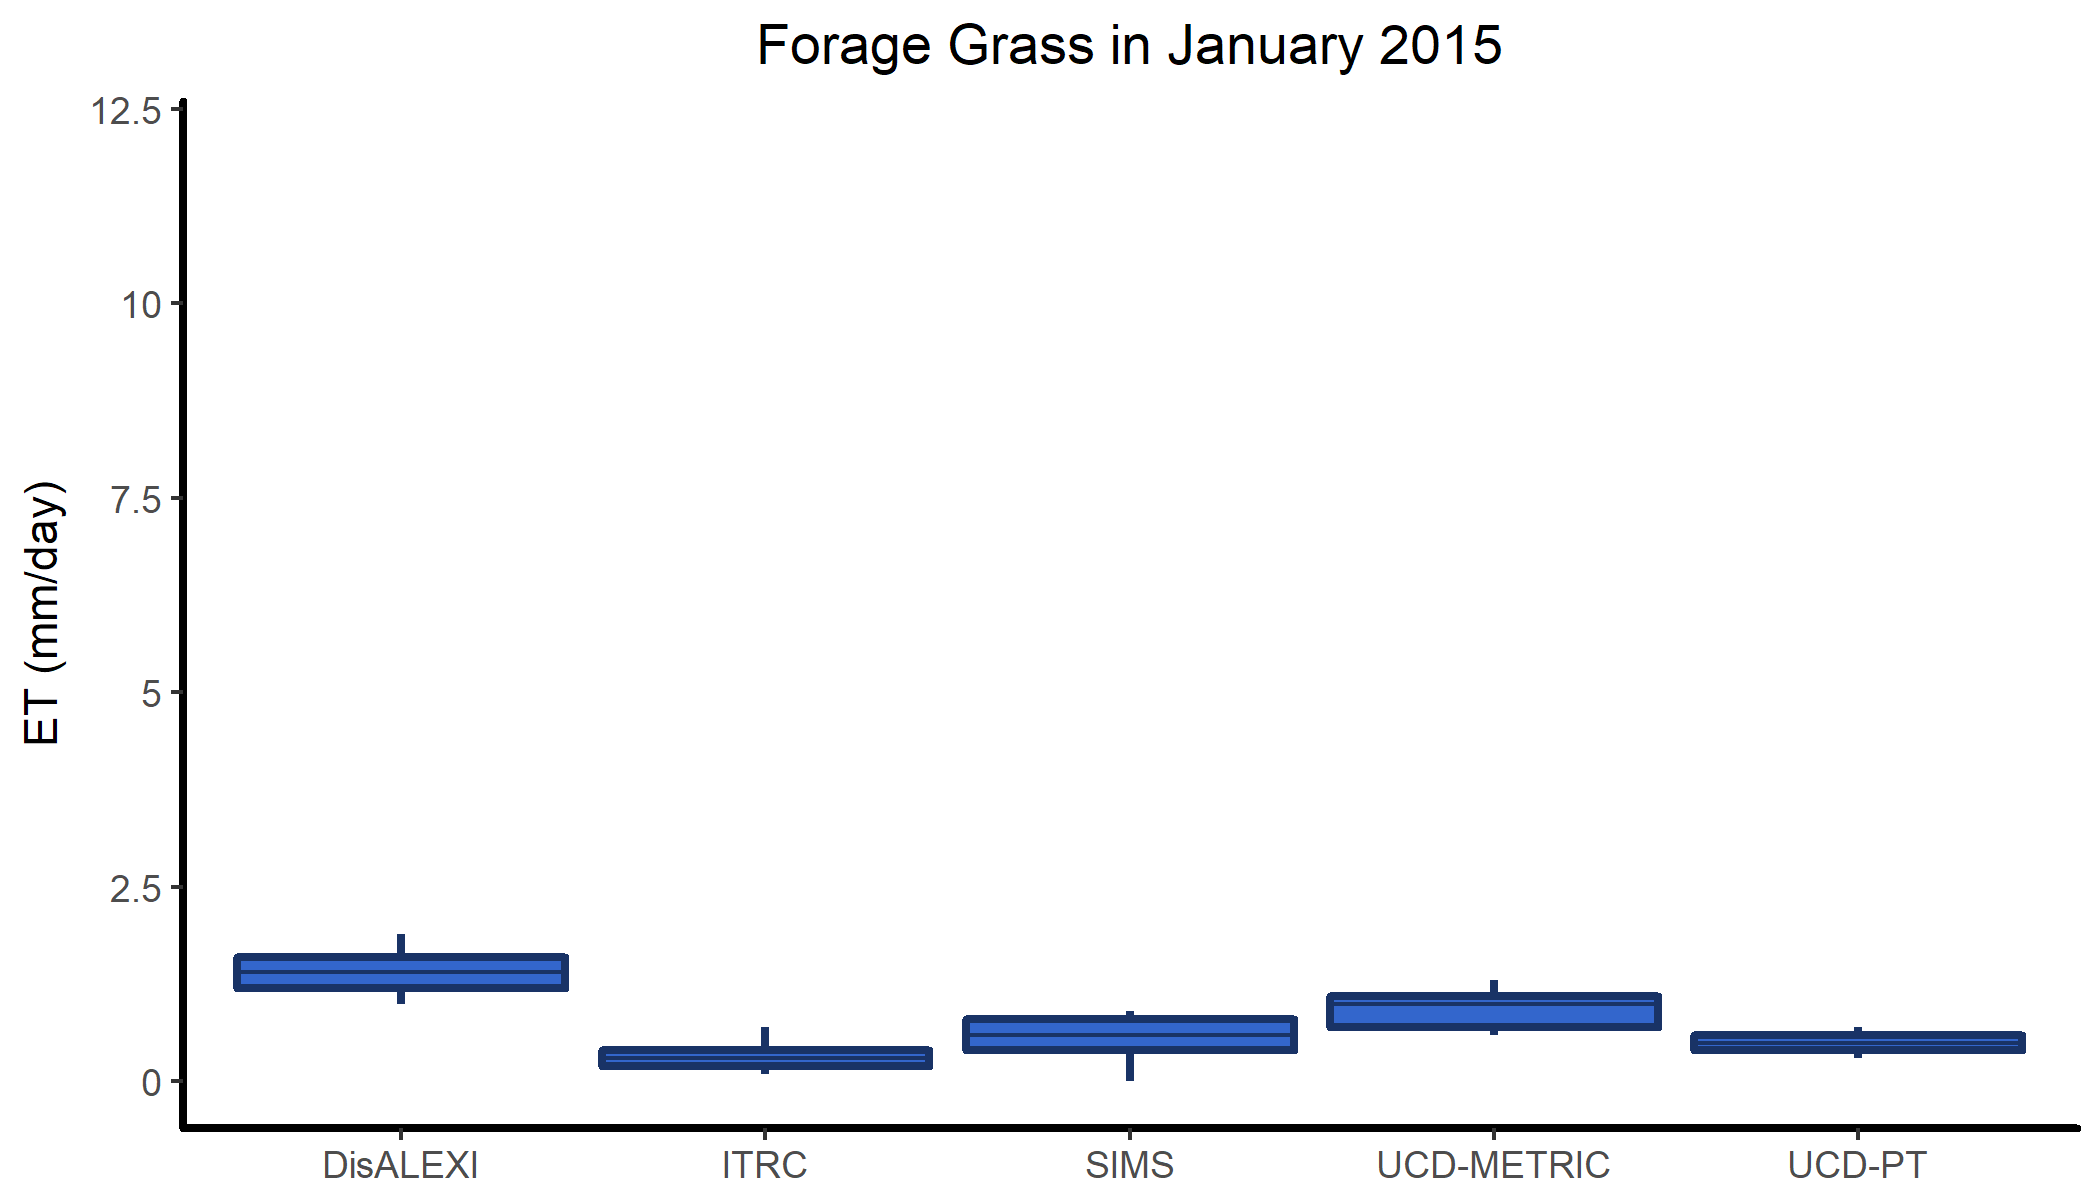 Forage Grass in January 2015
12.5
10
7.5
5
2.5
0
ET (mm/day)
DisALEXI ITRC SIMS UCD-METRIC UCD-PT